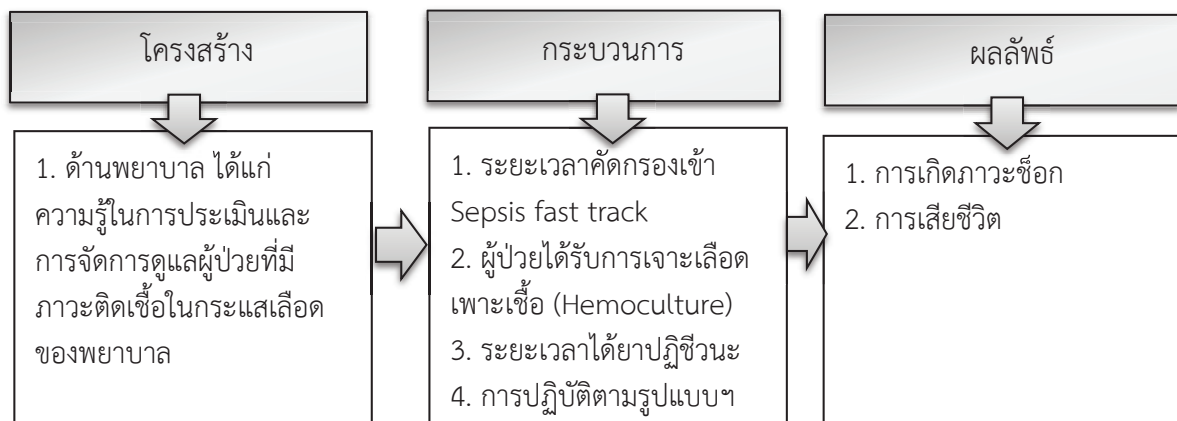 โครงสร้าง
1. ด้านพยาบาล ได้แก่
ความรู้ในการประเมินและ
การจัดการดูแลผู้ป่วยที่มี
ภาวะติดเชื้อในกระแสเลือด
ของพยาบาล
กระบวนการ
1. ระยะเวลาคัดกรองเข้า
Sepsis fast track
2. ผู้ป่วยได้รับการเจาะเลือด
เพาะเชื้อ (Hemoculture)
3. ระยะเวลาได้ยาปฏิชีวนะ
4. การปฏิบัติตามรูปแบบฯ
ผลลัพธ์
1. การเกิดภาวะช็อก
2. การเสียชีวิต